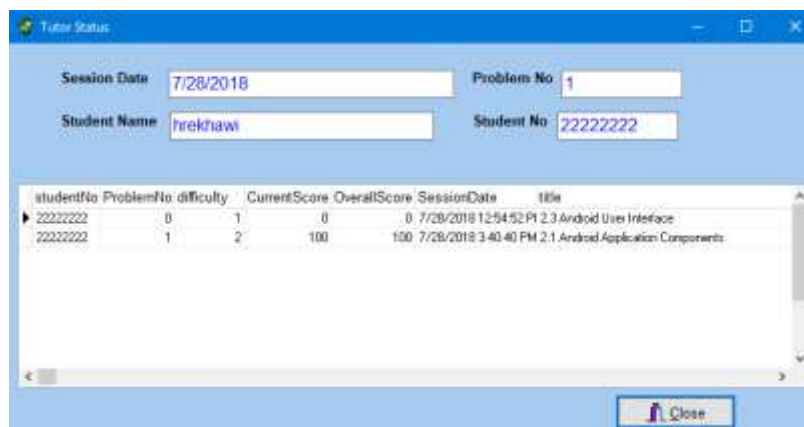 Tutor Status
Session Date 7/28/2018 Problem No 1
Student Name hrekhawi Student No 22222222
studentNo ProblemNo difficulty CurrentScore OverallScore SessionDate title
22222222 0 1 0 0 7/28/2018 12:54:52 PI 2.3 Android User Interface
22222222 1 2 100 100 7/28/2018 3:40:40 PM 2.1 Android Application Components
Close